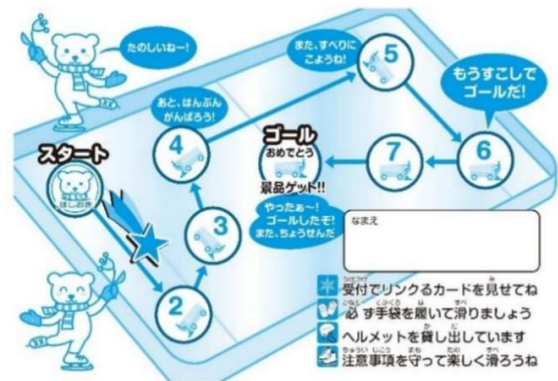 たのしいねー!
また、すべりに
こようね!
5
もうすこしで
ゴールだ!
あと、はんぶん
がんばろう!
4
スタート
ゴール
おめでとう
景品ゲット!!
7
6
やったぁ～!
ゴールしたぞ!
また、ちょうせんだ
3
2
なまえ
受付でリンクるカードを見せてね
必ず手袋を履いて滑りましょう
ヘルメットを貸し出しています
注意事項を守って楽しく滑ろうね